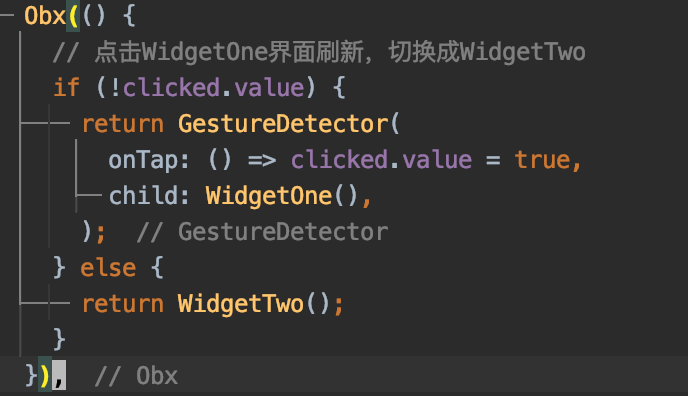 Obx(() {
// 点击WidgetOne界面刷新，切换成WidgetTwo
if (!clicked.value) {
return GestureDetector(
onTap: () => clicked.value = true,
child: WidgetOne(),
);  // GestureDetector
} else {
return WidgetTwo();
}
}),  // Obx